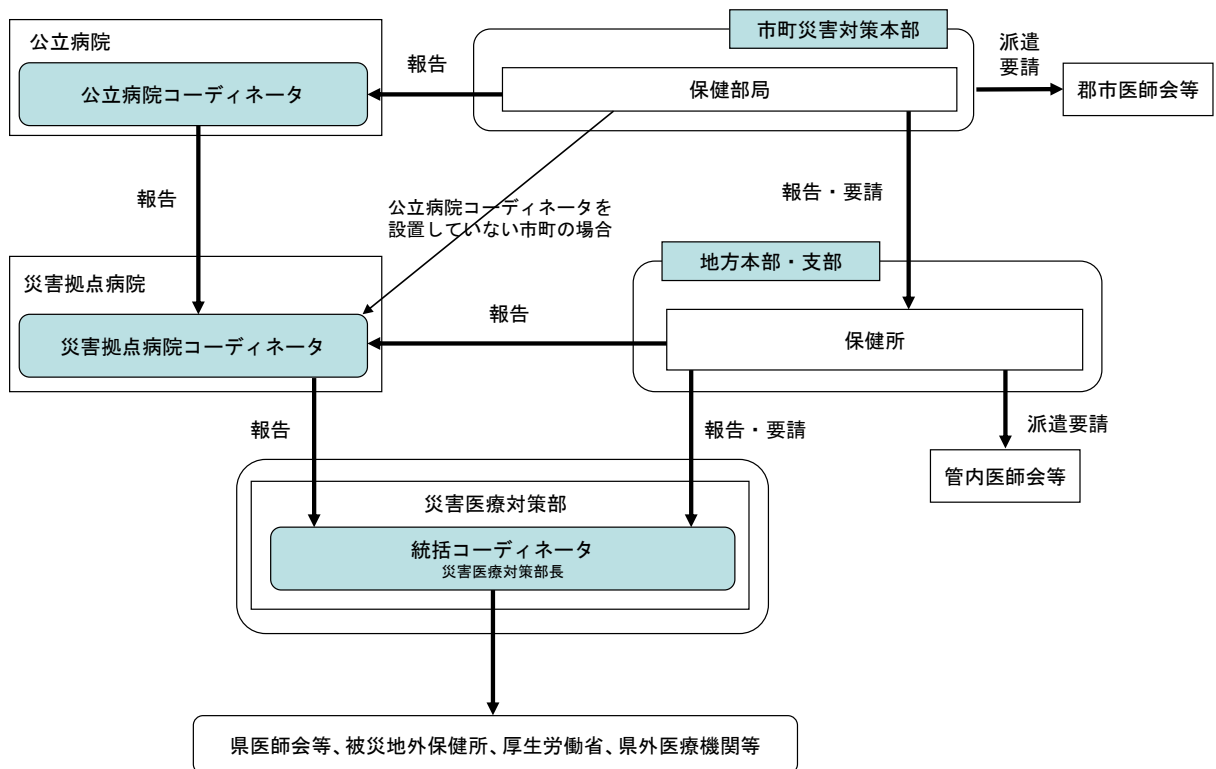 市町災害対策本部
公立病院
派遣
要請
報告
公立病院コーディネータ
保健部局
郡市医師会等
報告
報告・要請
公立病院コーディネータを
設置していない市町の場合
地方本部・支部
災害拠点病院
報告
災害拠点病院コーディネータ
保健所
報告
報告・要請
派遣要請
管内医師会等
災害医療対策部
統括コーディネータ
災害医療対策部長
県医師会等、被災地外保健所、厚生労働省、県外医療機関等